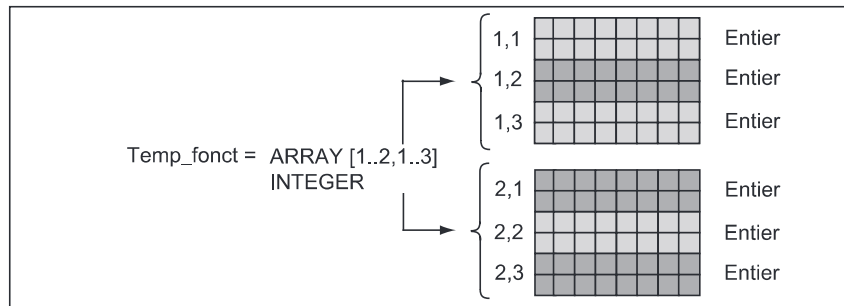 1,1 Entier
1,2 Entier
1,3 Entier
Temp_fonct = ARRAY [1..2,1..3]
INTEGER
2,1 Entier
2,2 Entier
2,3 Entier